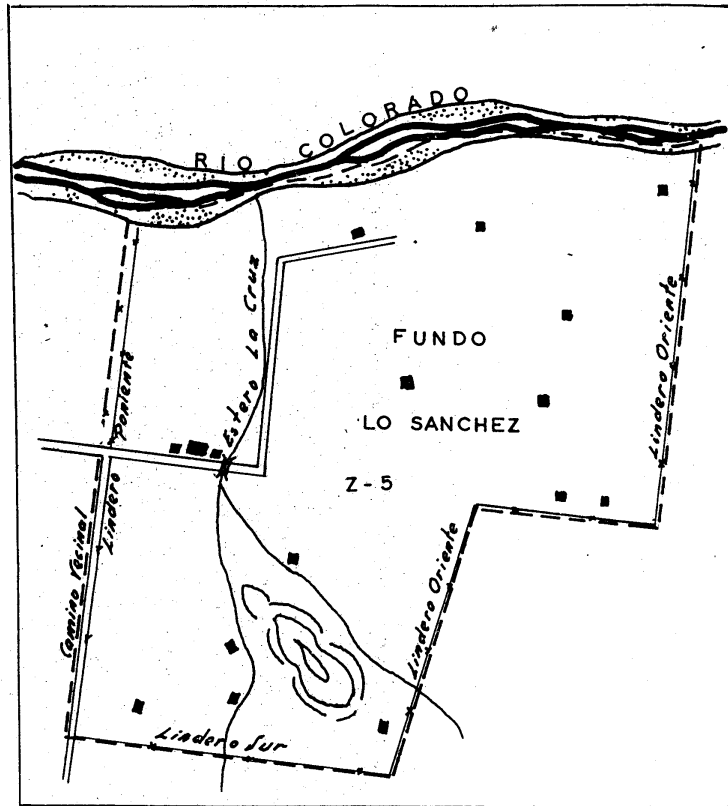 RIO COLORADO
Estero La Cruz
FUNDO
LO SANCHEZ
Z-5
Lindero Oriente
Lindero Poniente
Camino Vecinal
Lindero Oriente
Lindero Sur